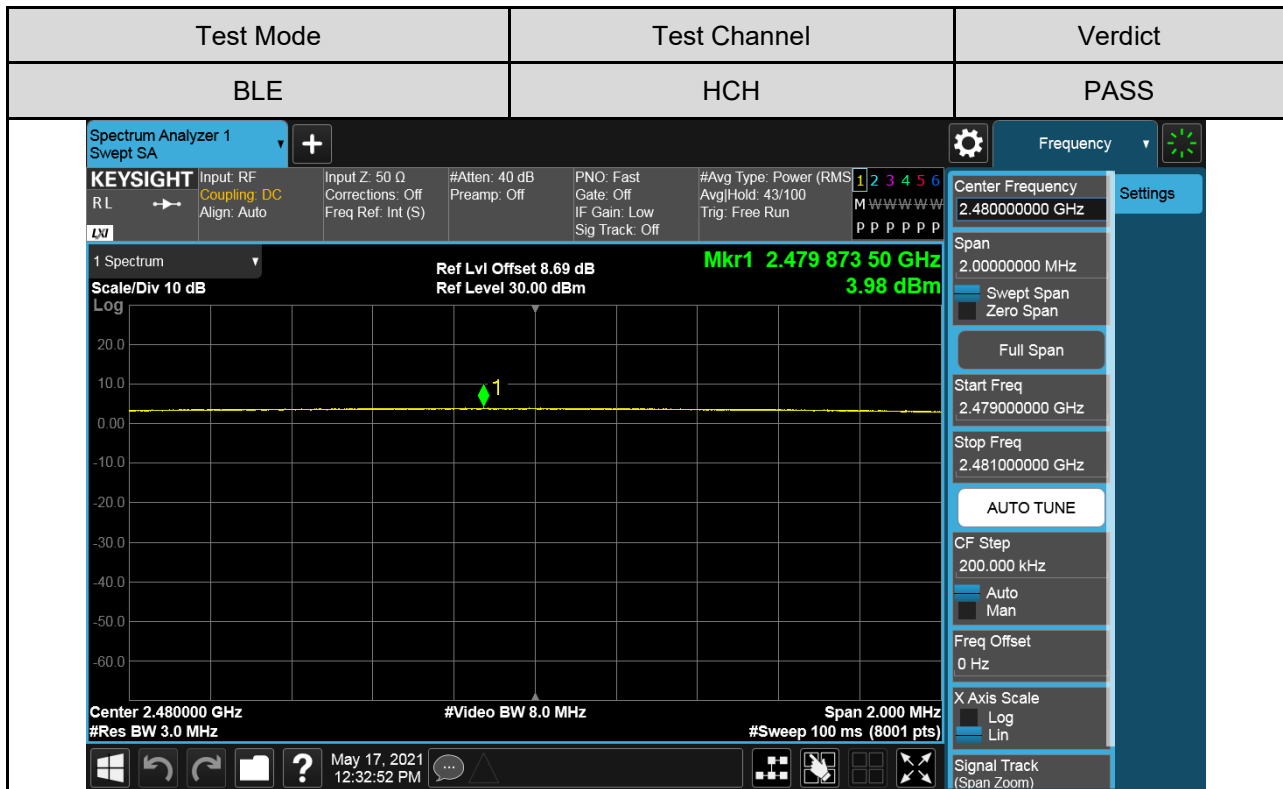 Test Mode Test Channel Verdict
BLE HCH PASS
Spectrum Analyzer 1
Swept SA
Frequency
KEYSIGHT
RL
LXI
Input: RF
Coupling: DC
Align: Auto
Input Z: 50 Ω
Corrections: Off
Freq Ref: Int (S)
#Atten: 40 dB
Preamp: Off
PNO: Fast
Gate: Off
IF Gain: Low
Sig Track: Off
#Avg Type: Power (RMS
Avg|Hold: 43/100
Trig: Free Run
1 2 3 4 5 6
M W W W W W
P P P P P P
1 Spectrum
Scale/Div 10 dB
Ref Lvl Offset 8.69 dB
Ref Level 30.00 dBm
Mkr1 2.479 873 50 GHz
3.98 dBm
Log
20.0
10.0
1
0.00
-10.0
-20.0
-30.0
-40.0
-50.0
-60.0
Center 2.480000 GHz
#Video BW 8.0 MHz
Span 2.000 MHz
#Res BW 3.0 MHz
#Sweep 100 ms (8001 pts)
Center Frequency
2.480000000 GHz
Settings
Span
2.00000000 MHz
Swept Span
Zero Span
Full Span
Start Freq
2.479000000 GHz
Stop Freq
2.481000000 GHz
AUTO TUNE
CF Step
200.000 kHz
Auto
Man
Freq Offset
0 Hz
X Axis Scale
Log
Lin
Signal Track
(Span Zoom)
?
May 17, 2021
12:32:52 PM